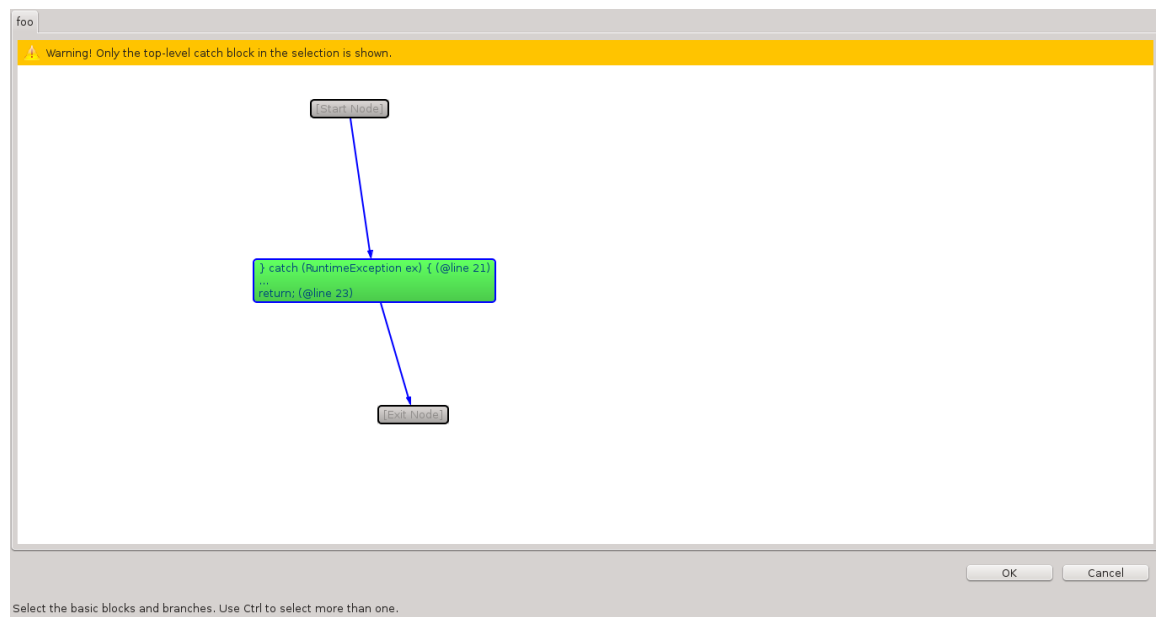 foo
Warning! Only the top-level catch block in the selection is shown.
[Start Node]
} catch (RuntimeException ex) { (@line 21)
...
return; (@line 23)
[Exit Node]
OK
Cancel
Select the basic blocks and branches. Use Ctrl to select more than one.